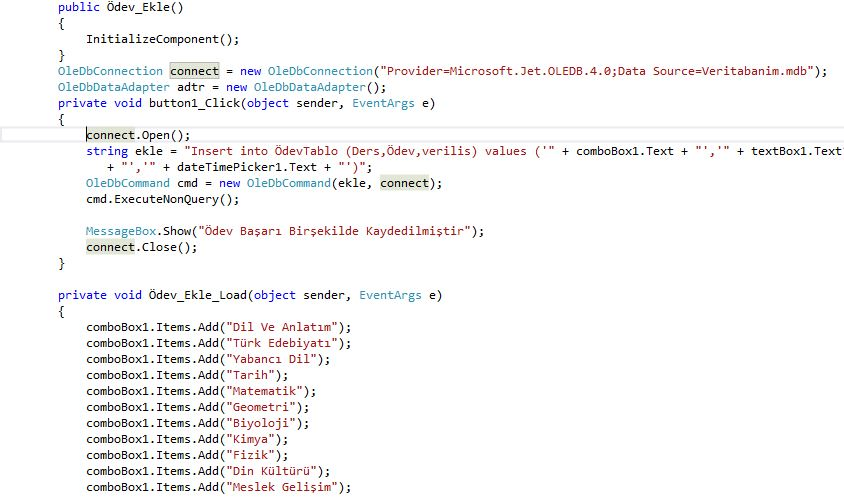 public Ödev_Ekle()
{
InitializeComponent();
}
OleDbConnection connect = new OleDbConnection("Provider=Microsoft.Jet.OLEDB.4.0;Data Source=Veritabanim.mdb");
OleDbDataAdapter adtr = new OleDbDataAdapter();
private void button1_Click(object sender, EventArgs e)
{
connect.Open();
string ekle = "Insert into ÖdevTablo (Ders,Ödev,verilis) values ('" + comboBox1.Text + "','" + textBox1.Text
+ "','" + dateTimePicker1.Text + "')";
OleDbCommand cmd = new OleDbCommand(ekle, connect);
cmd.ExecuteNonQuery();
MessageBox.Show("Ödev Başarı Birşekilde Kaydedilmiştir");
connect.Close();
}
private void Ödev_Ekle_Load(object sender, EventArgs e)
{
comboBox1.Items.Add("Dil Ve Anlatım");
comboBox1.Items.Add("Türk Edebiyatı");
comboBox1.Items.Add("Yabancı Dil");
comboBox1.Items.Add("Tarih");
comboBox1.Items.Add("Matematik");
comboBox1.Items.Add("Geometri");
comboBox1.Items.Add("Biyoloji");
comboBox1.Items.Add("Kimya");
comboBox1.Items.Add("Fizik");
comboBox1.Items.Add("Din Kültürü");
comboBox1.Items.Add("Meslek Gelişim");